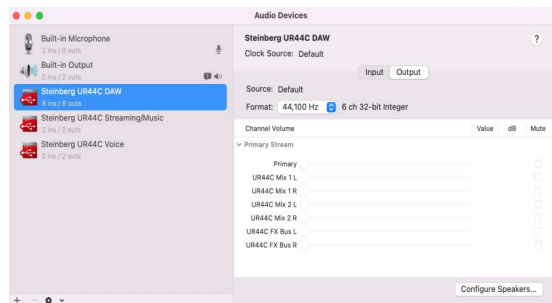 Audio Devices
Built-in Microphone
2 ins / 0 outs
Built-in Output
0 ins / 2 outs
Steinberg UR44C DAW
8 ins / 6 outs
Steinberg UR44C Streaming/Music
2 ins / 2 outs
Steinberg UR44C Voice
2 ins / 2 outs
+ −
Steinberg UR44C DAW
?
Clock Source: Default
Input Output
Source: Default
Format: 44,100 Hz 6 ch 32-bit Integer
Channel Volume Value dB Mute
Primary Stream
Primary
UR44C Mix 1 L
UR44C Mix 1 R
UR44C Mix 2 L
UR44C Mix 2 R
UR44C FX Bus L
UR44C FX Bus R
Configure Speakers...